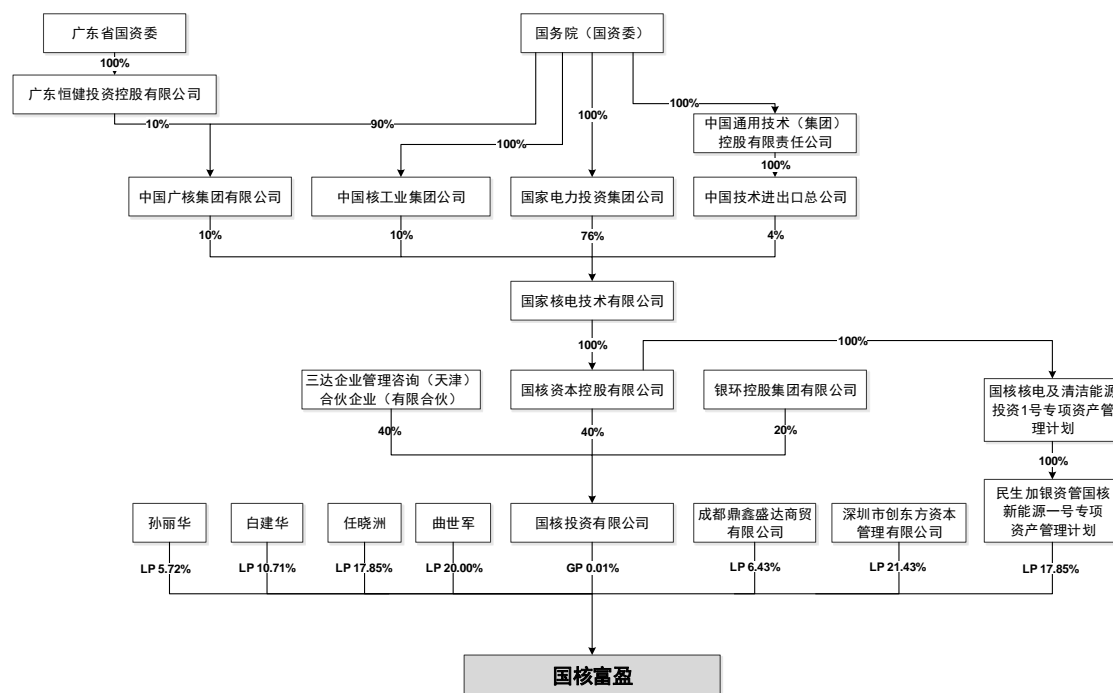 广东省国资委
国务院（国资委）
100%
广东恒健投资控股有限公司
100%
100%
中国通用技术（集团）
控股有限责任公司
10%
90%
100%
100%
中国广核集团有限公司
中国核工业集团公司
国家电力投资集团公司
中国技术进出口总公司
10%
10%
76%
4%
国家核电技术有限公司
100%
100%
三达企业管理咨询（天津）
合伙企业（有限合伙）
国核资本控股有限公司
银环控股集团有限公司
国核核电及清洁能源
投资1号专项资产管
理计划
40%
40%
20%
100%
孙丽华
白建华
任晓洲
曲世军
国核投资有限公司
成都鼎鑫盛达商贸
有限公司
深圳市创东方资本
管理有限公司
民生加银资管国核
新能源一号专项
资产管理计划
LP 5.72%
LP 10.71%
LP 17.85%
LP 20.00%
GP 0.01%
LP 6.43%
LP 21.43%
LP 17.85%
国核富盈